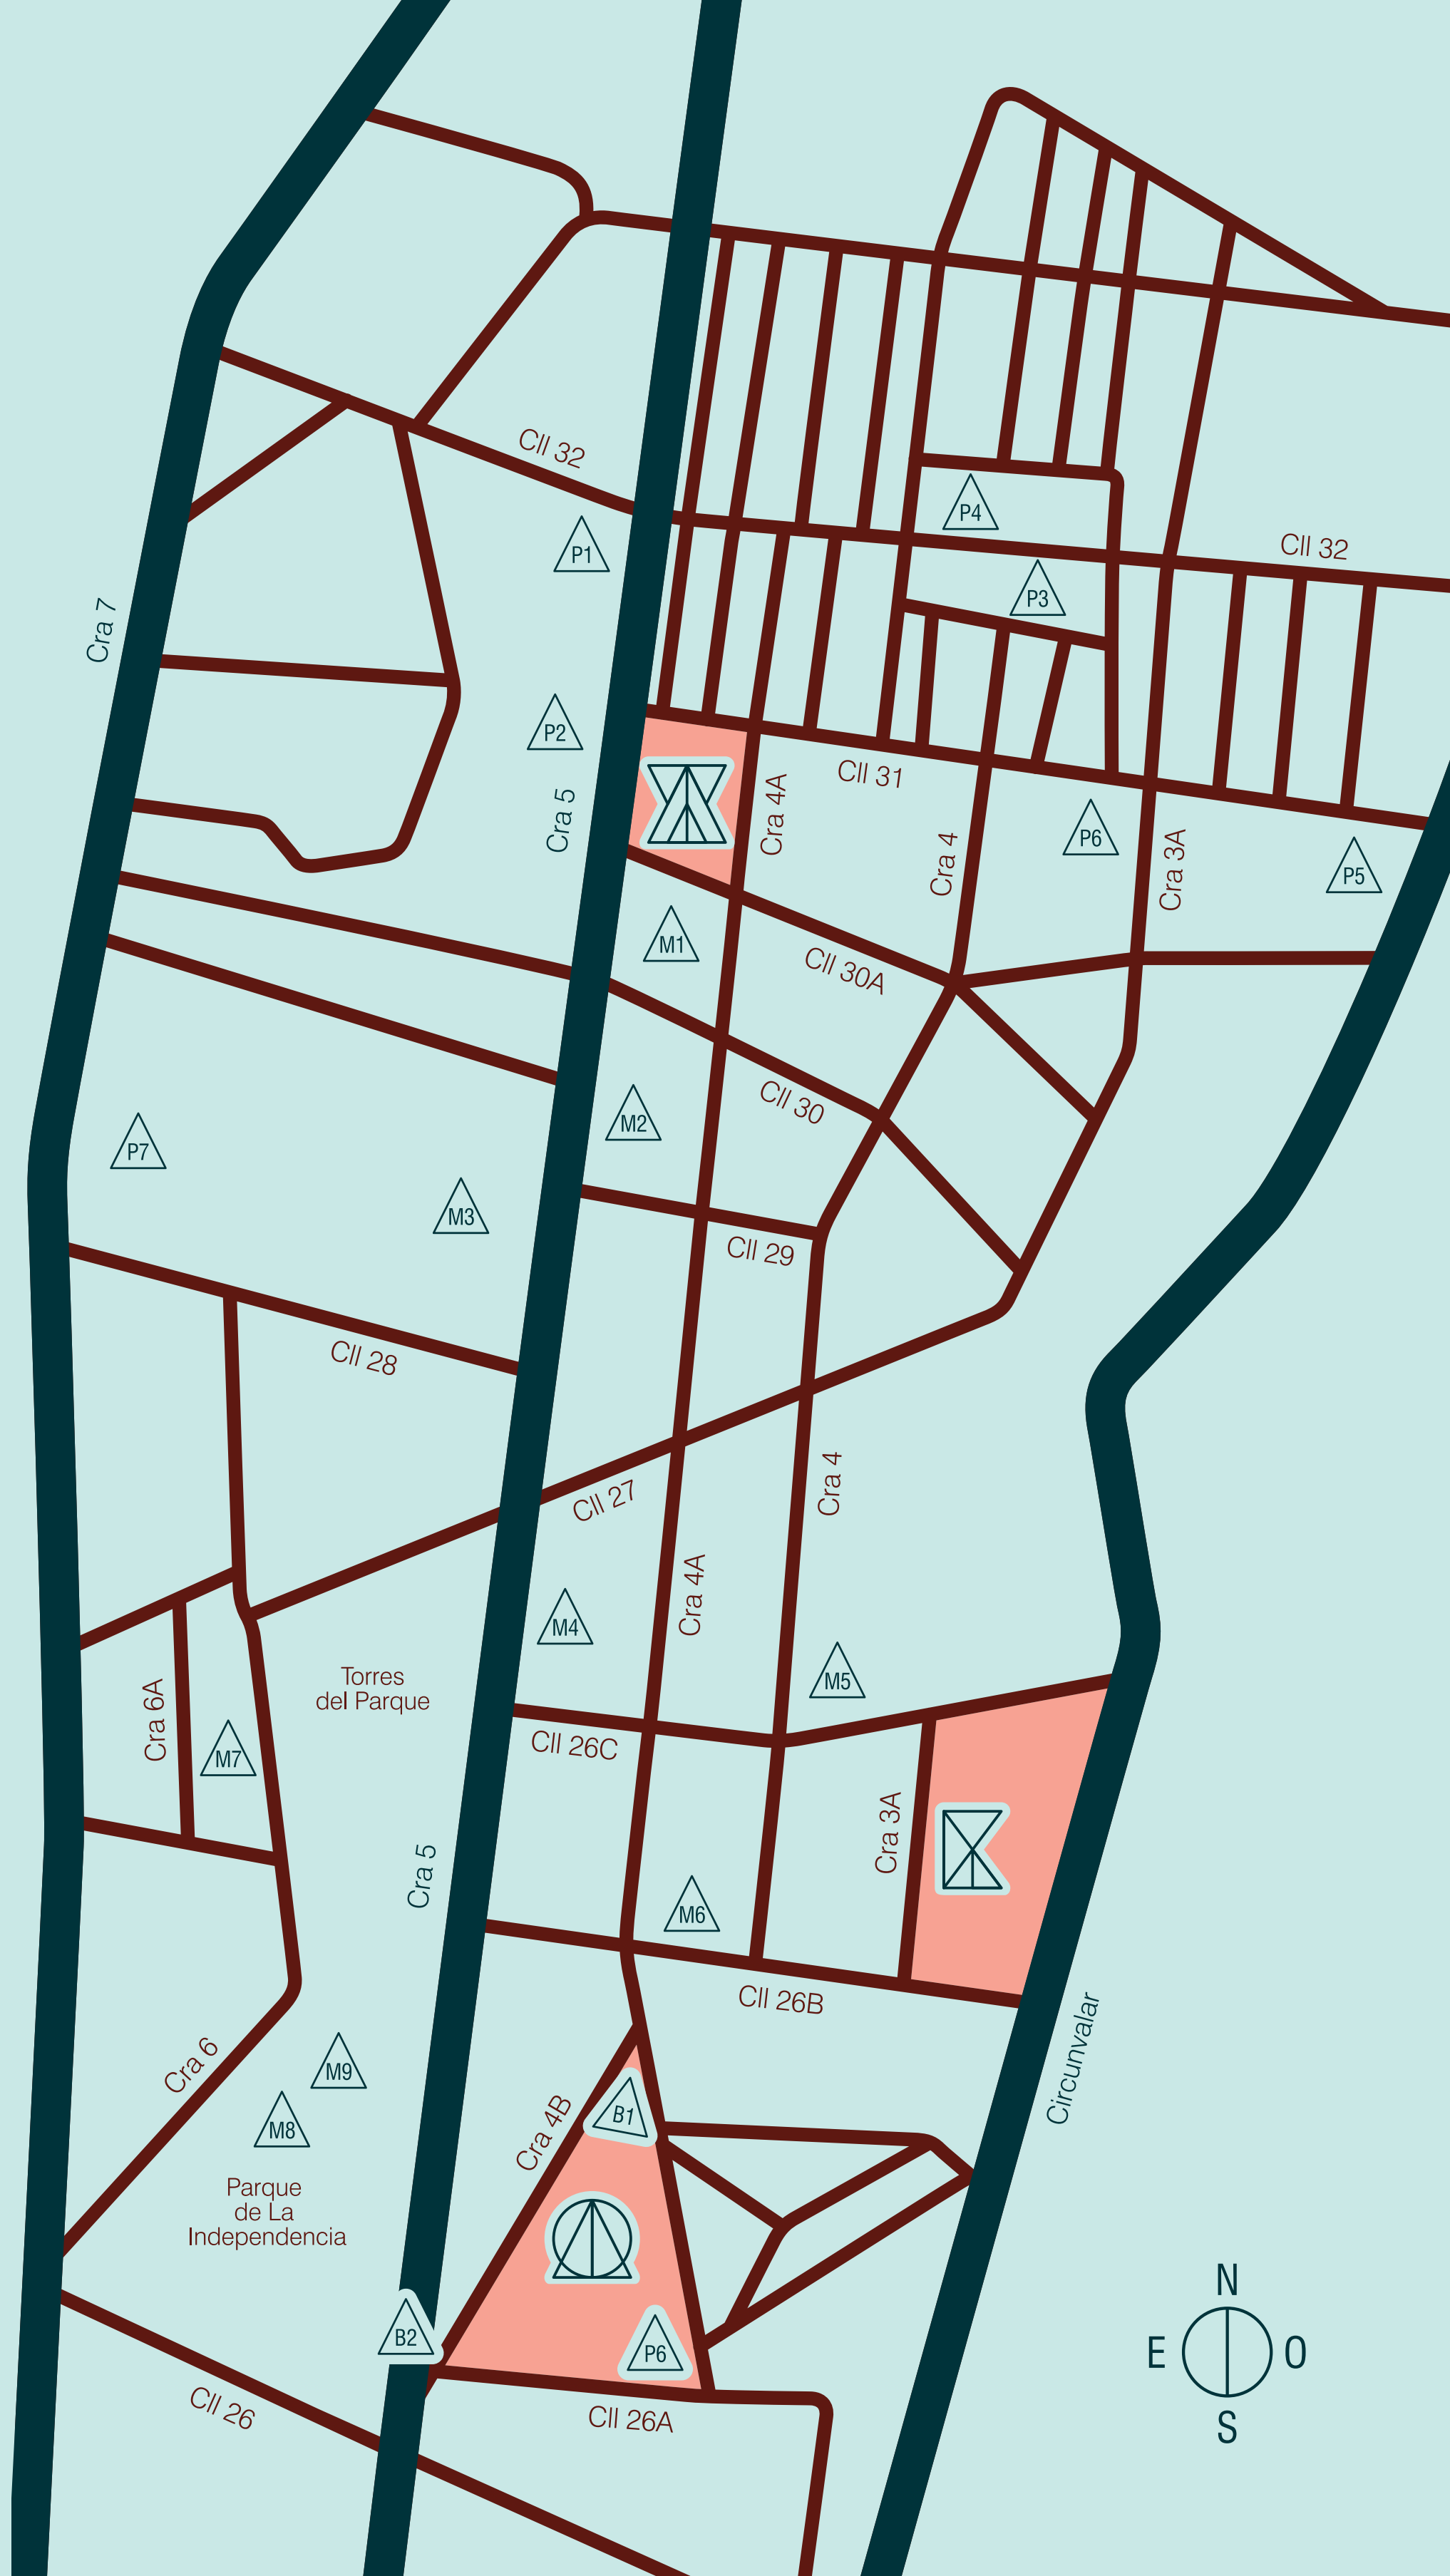 Cll 32
P4
P1
Cll 32
P3
Cra 7
P2
Cll 31
Cra 5
Cra 4A
Cra 4
P6
Cra 3A
P5
M1
Cll 30A
Cll 30
M2
P7
M3
Cll 29
Cll 28
Cll 27
Cra 4
Cra 4A
M4
M5
Torres
del Parque
Cra 6A
M7
Cll 26C
Cra 3A
Cra 5
M6
Cll 26B
Cra 6
M9
Circunvalar
M8
B1
Cra 4B
Parque
de La
Independencia
B2
P6
N
E O
S
Cll 26
Cll 26A